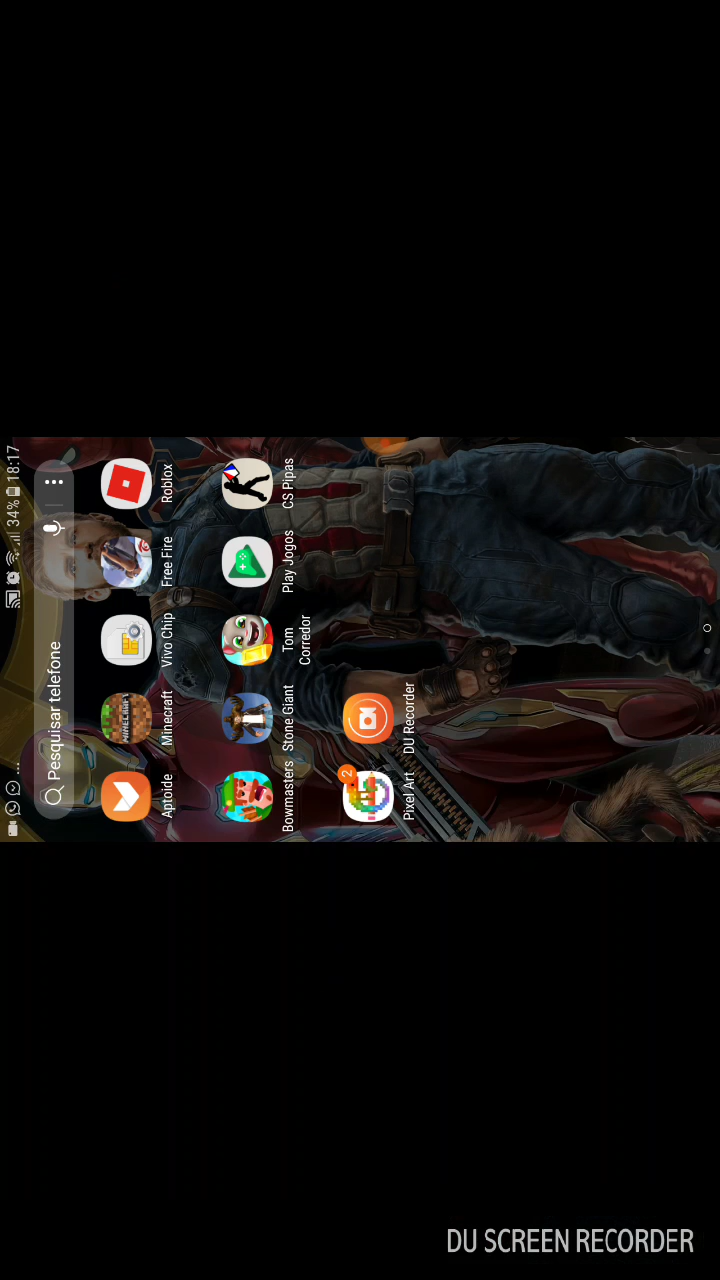 34% 18:17
Pesquisar telefone
Aptoide
Minecraft
Vivo Chip
Free Fire
Roblox
MINECRAFT
Bowmasters
Stone Giant
Tom
Corredor
Play Jogos
CS Pipas
2
Pixel Art
DU Recorder
DU SCREEN RECORDER